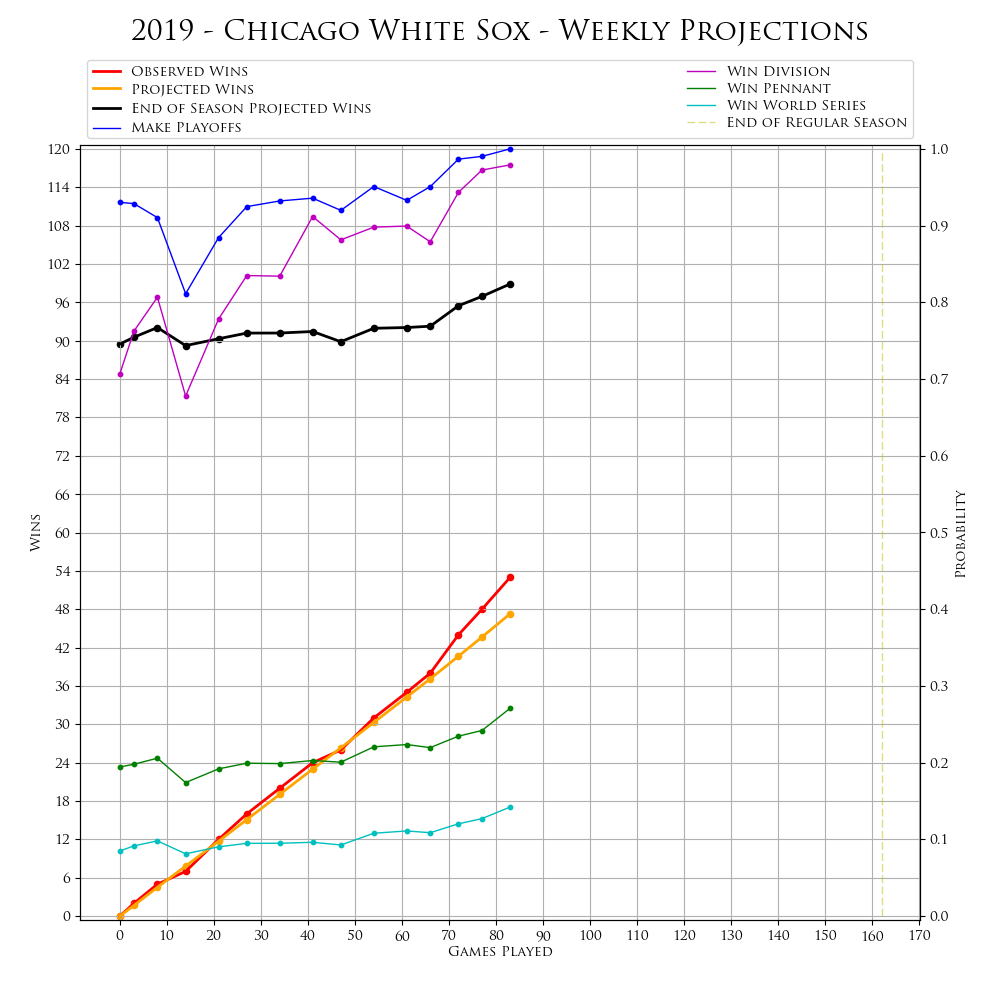 2019 - Chicago White Sox - Weekly Projections
Observed Wins
Projected Wins
End of Season Projected Wins
Make Playoffs
Win Division
Win Pennant
Win World Series
End of Regular Season
120
114
108
102
96
90
84
78
72
66
60
54
48
42
36
30
24
18
12
6
0
Wins
1.0
0.9
0.8
0.7
0.6
0.5
0.4
0.3
0.2
0.1
0.0
Probability
0 10 20 30 40 50 60 70 80 90 100 110 120 130 140 150 160 170
Games Played